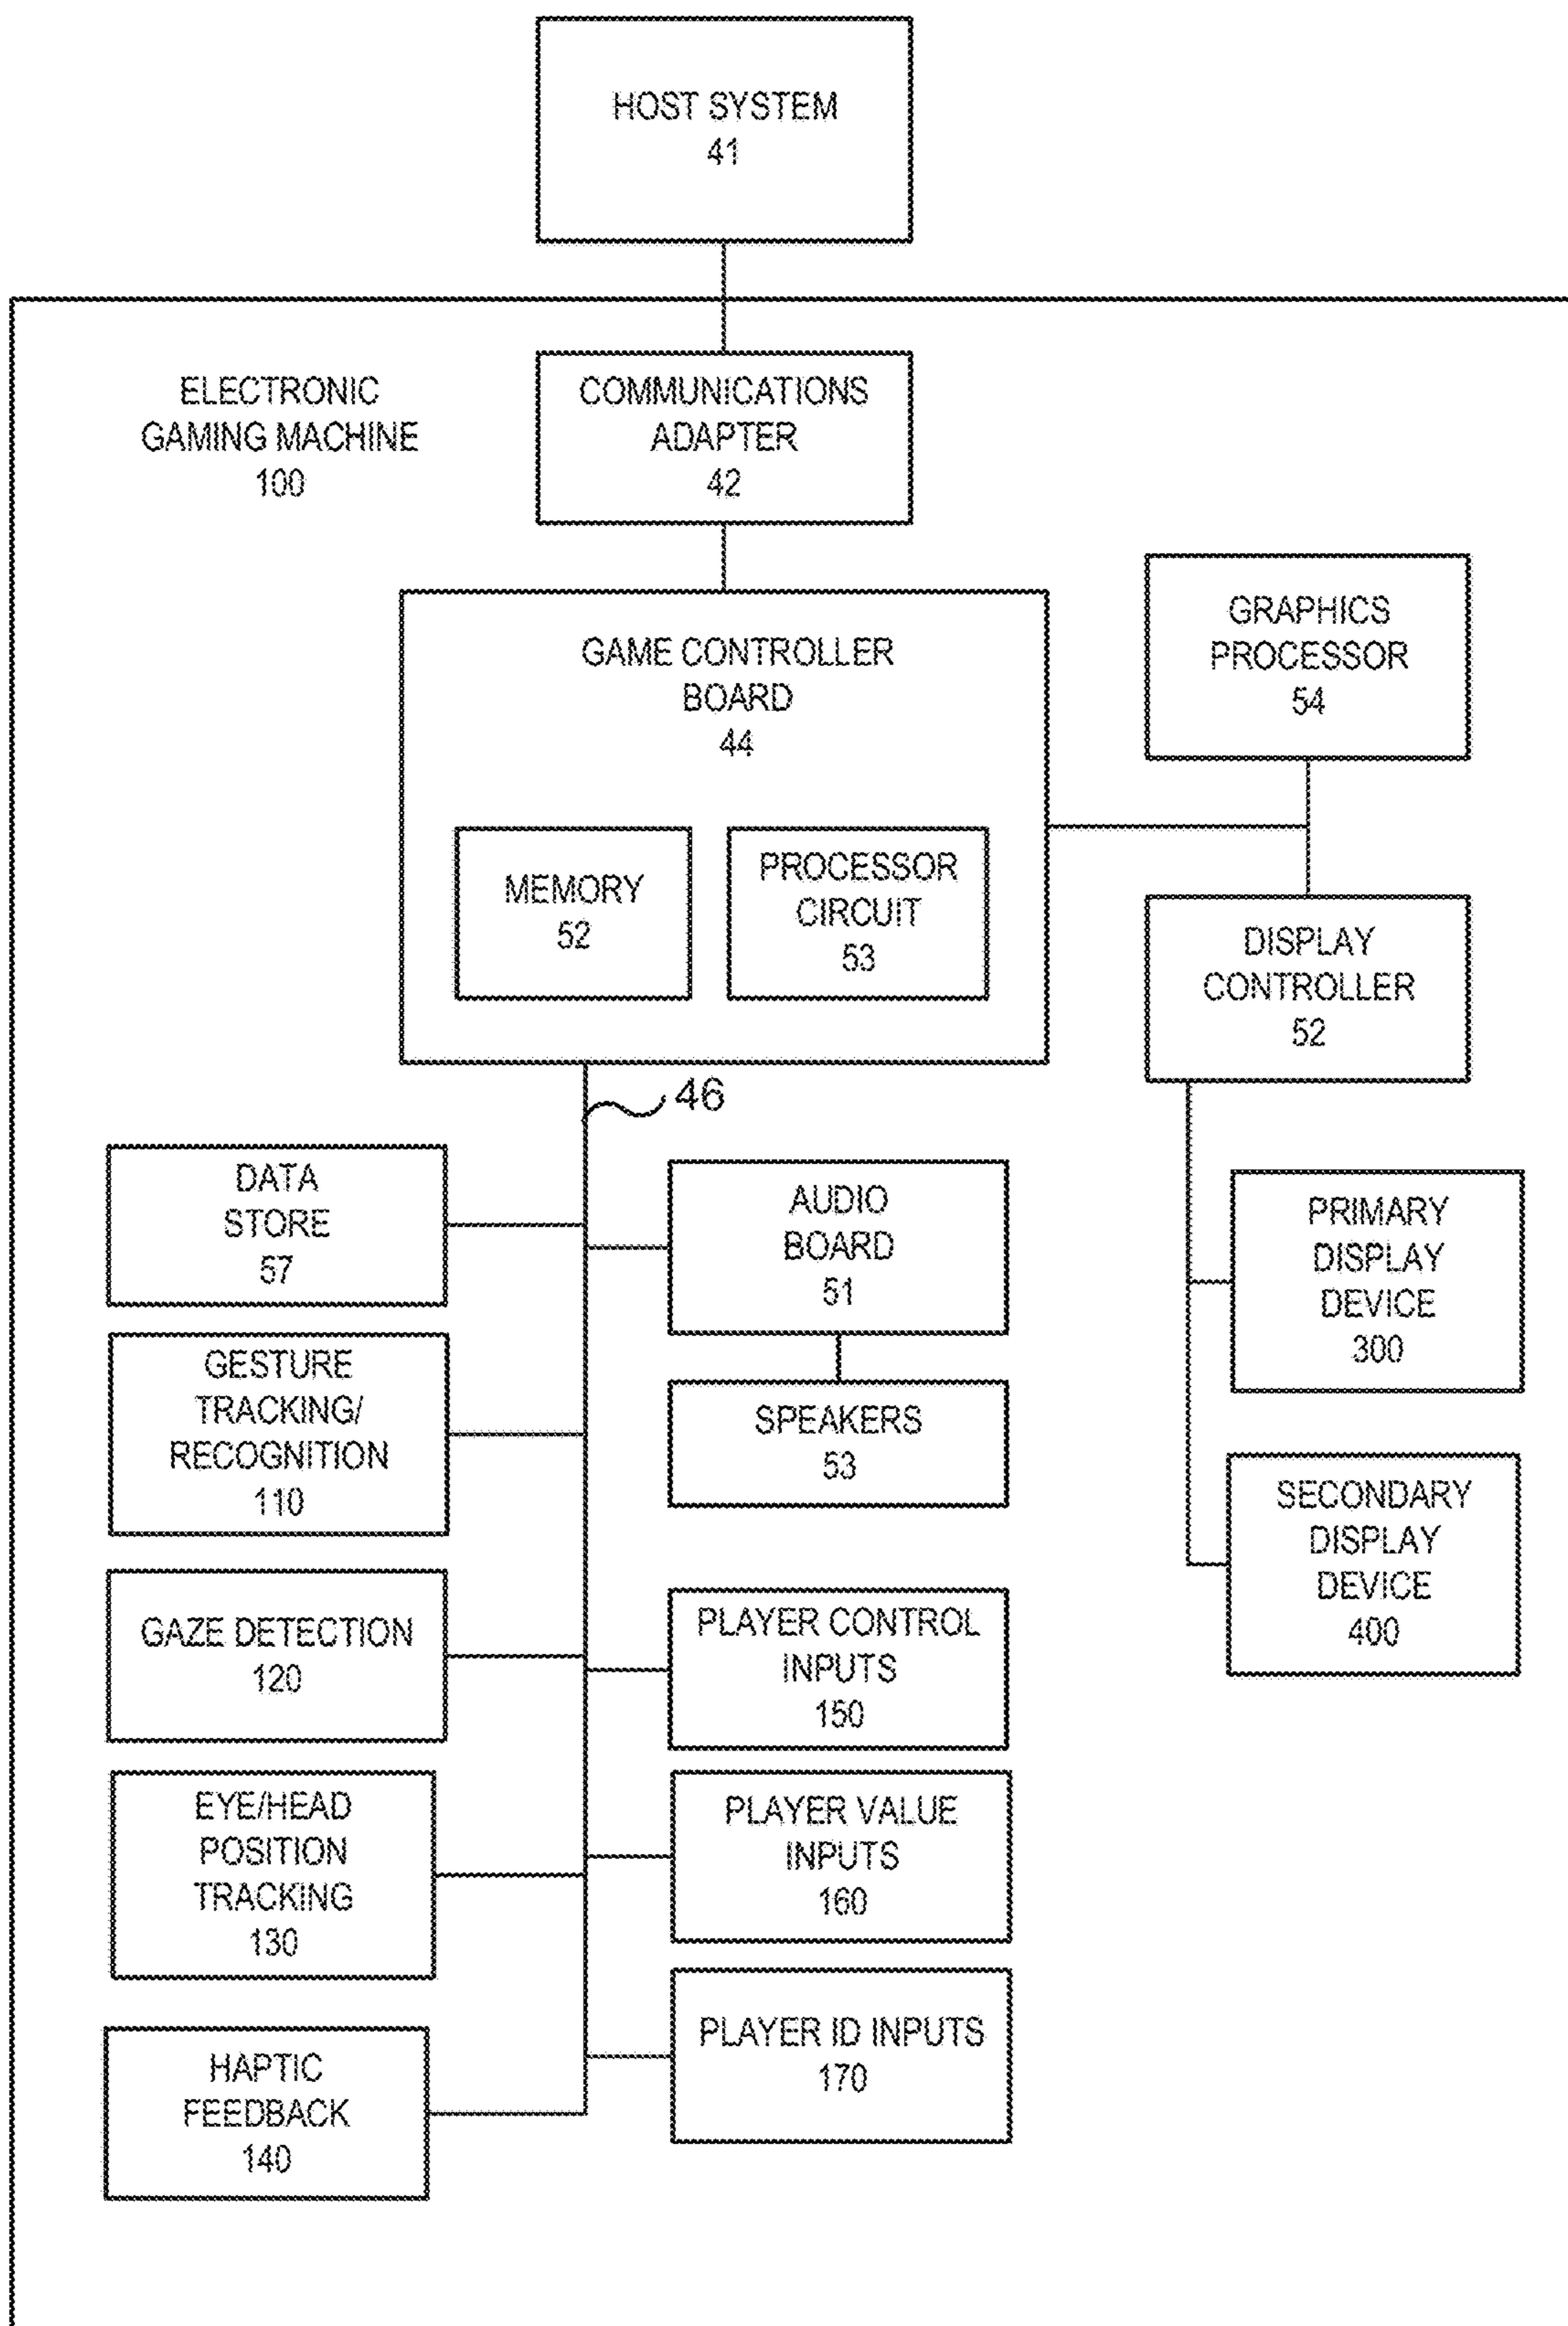 HOST SYSTEM
41
ELECTRONIC
GAMING MACHINE
100
COMMUNICATIONS
ADAPTER
42
GAME CONTROLLER
BOARD
44
MEMORY
52
PROCESSOR
CIRCUIT
53
GRAPHICS
PROCESSOR
54
DISPLAY
CONTROLLER
52
46
DATA
STORE
57
AUDIO
BOARD
51
PRIMARY
DISPLAY
DEVICE
300
GESTURE
TRACKING/
RECOGNITION
110
SPEAKERS
53
SECONDARY
DISPLAY
DEVICE
400
GAZE DETECTION
120
PLAYER CONTROL
INPUTS
150
EYE/HEAD
POSITION
TRACKING
130
PLAYER VALUE
INPUTS
160
HAPTIC
FEEDBACK
140
PLAYER ID INPUTS
170